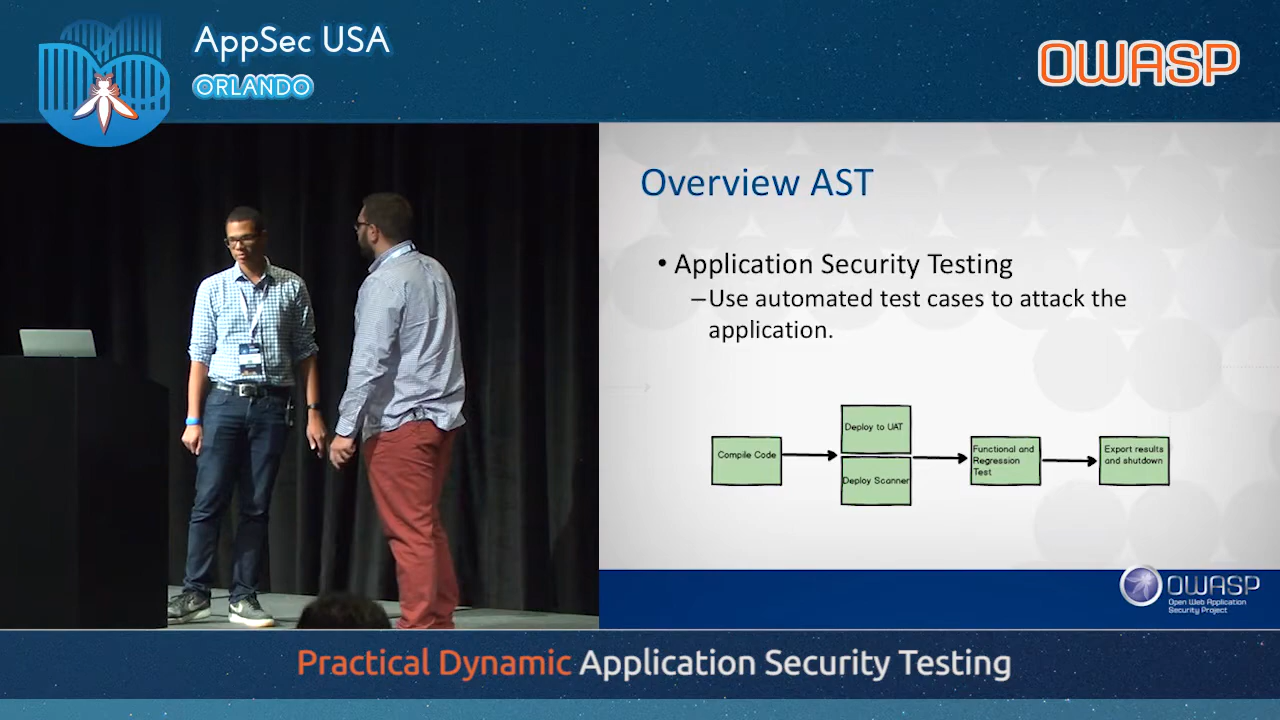 AppSec USA
ORLANDO
OWASP
Overview AST
• Application Security Testing
–Use automated test cases to attack the
application.
Compile Code
Deploy to UAT
Deploy Scanner
Functional and
Regression
Test
Export results
and shutdown
OWASP
Open Web Application
Security Project
Practical Dynamic Application Security Testing